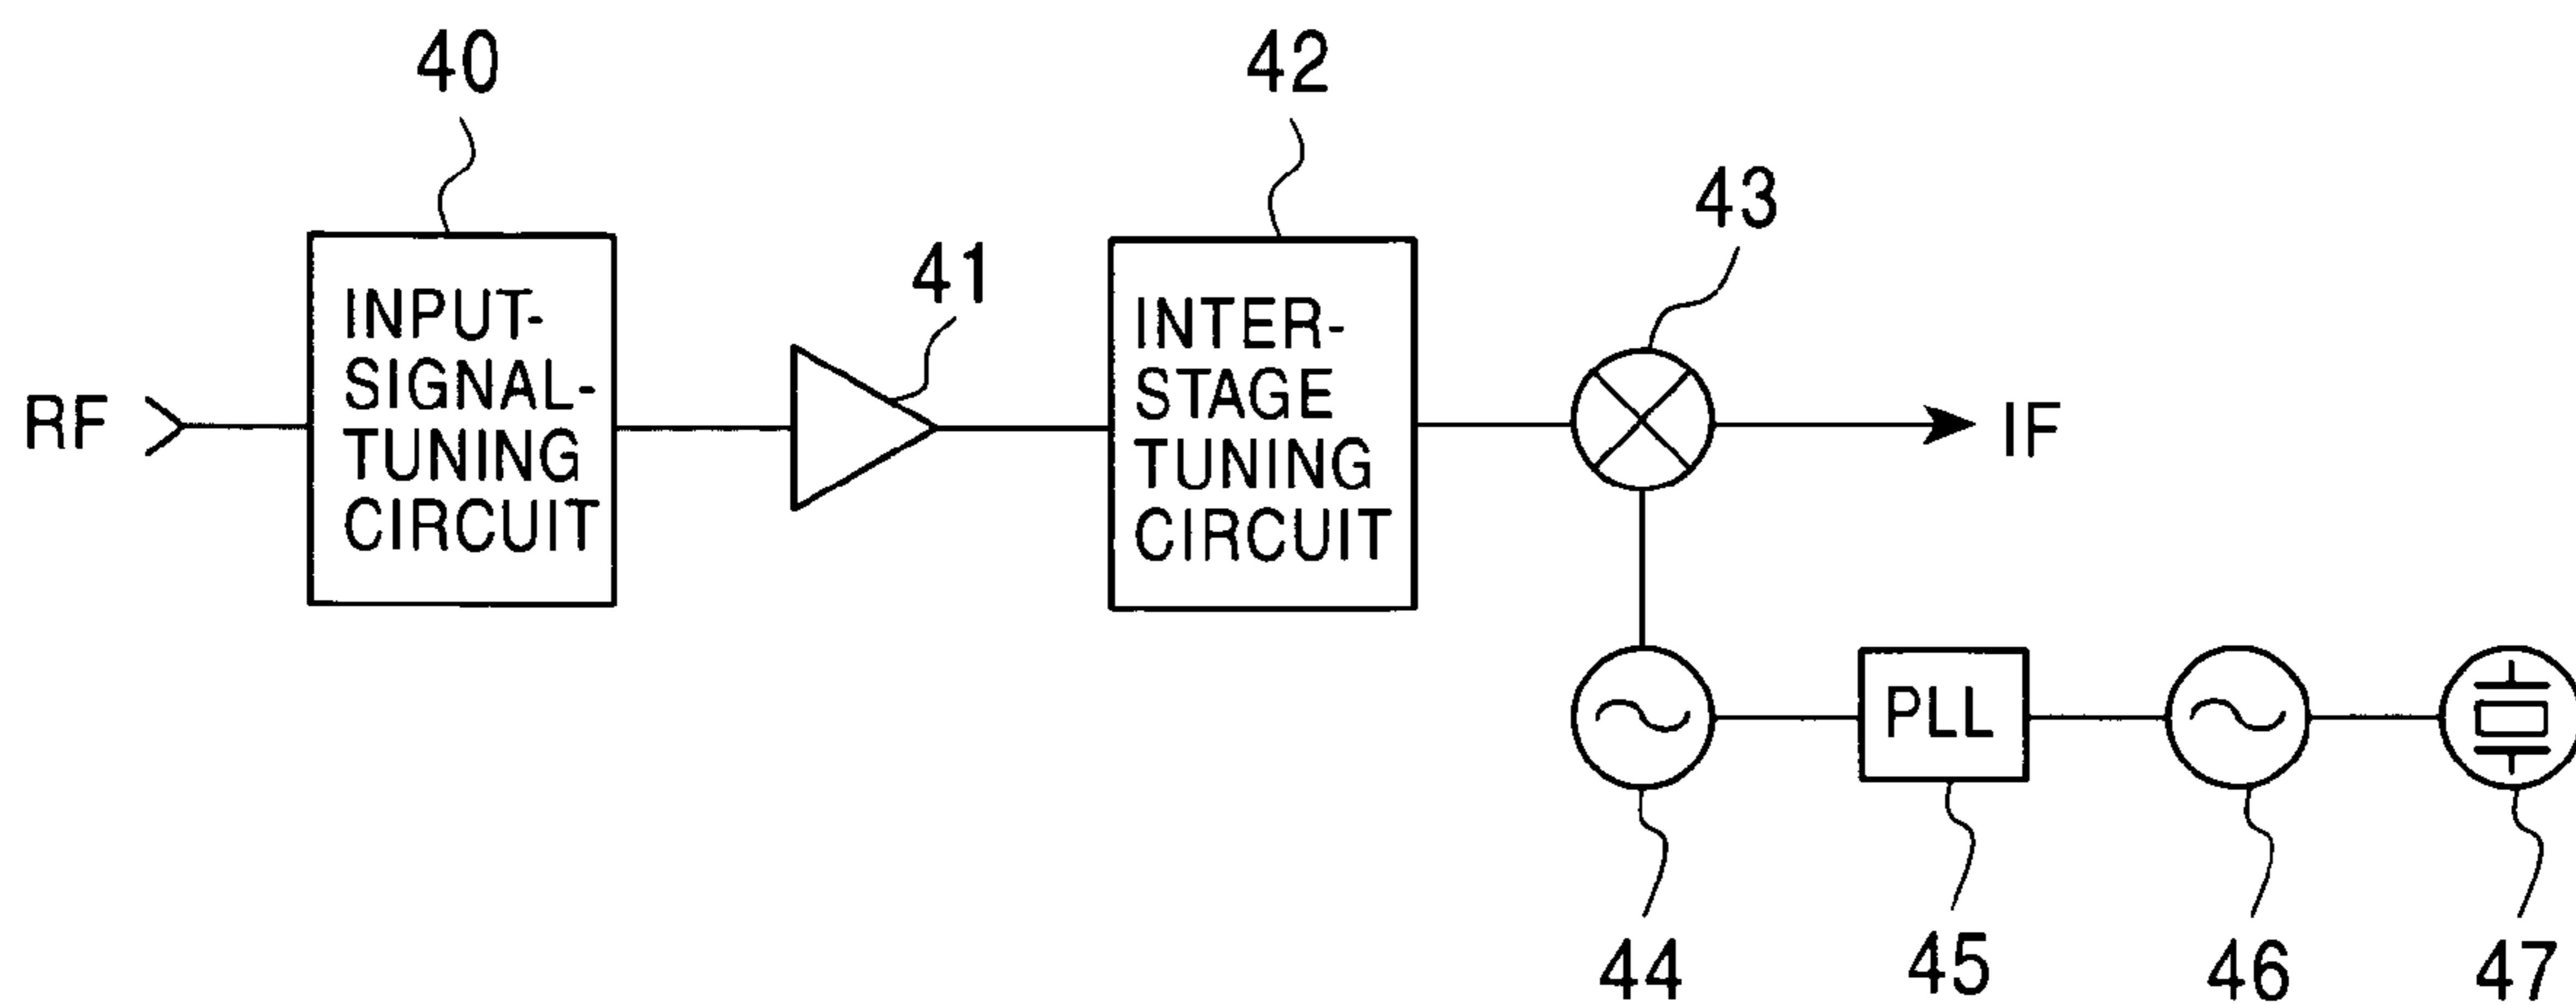 40
42
43
41
INPUT-
SIGNAL-
TUNING
CIRCUIT
INTER-
STAGE
TUNING
CIRCUIT
RF
IF
PLL
44
45
46
47